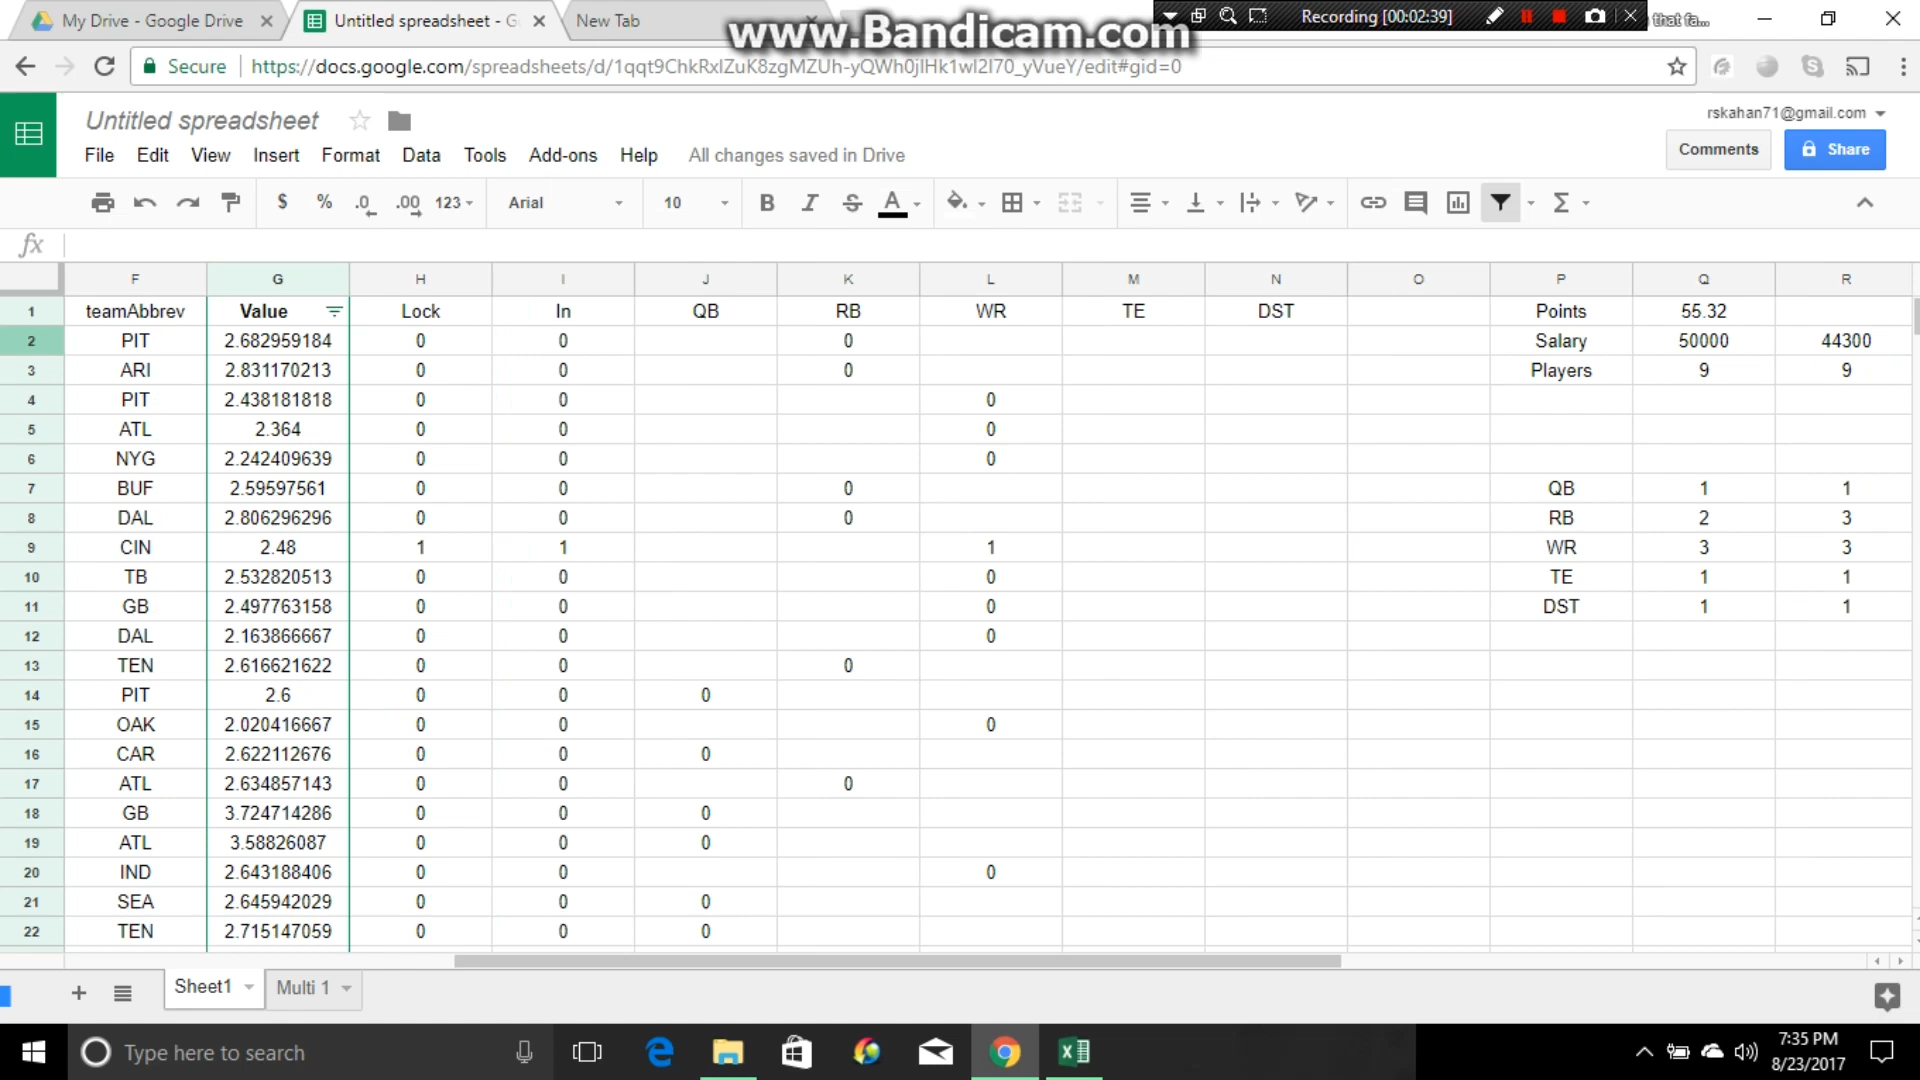 My Drive - Google Drive
Untitled spreadsheet - G
New Tab
www.Bandicam.com
Recording [00:02:39]
that fa...
Secure
https://docs.google.com/spreadsheets/d/1qqt9ChkRxIZuK8zgMZUh-yQWh0jIHk1wI2I70_yVueY/edit#gid=0
Untitled spreadsheet
rskahan71@gmail.com
File Edit View Insert Format Data Tools Add-ons Help All changes saved in Drive
Comments
Share
$ % .0 .00 123 Arial 10 B I S A Σ
fx
F G H I J K L M N O P Q R
1 teamAbbrev Value Lock In QB RB WR TE DST Points 55.32
2 PIT 2.682959184 0 0 0 Salary 50000 44300
3 ARI 2.831170213 0 0 0 Players 9 9
4 PIT 2.438181818 0 0 0
5 ATL 2.364 0 0 0
6 NYG 2.242409639 0 0 0
7 BUF 2.59597561 0 0 0 QB 1 1
8 DAL 2.806296296 0 0 0 RB 2 3
9 CIN 2.48 1 1 1 WR 3 3
10 TB 2.532820513 0 0 0 TE 1 1
11 GB 2.497763158 0 0 0 DST 1 1
12 DAL 2.163866667 0 0 0
13 TEN 2.616621622 0 0 0
14 PIT 2.6 0 0 0
15 OAK 2.020416667 0 0 0
16 CAR 2.622112676 0 0 0
17 ATL 2.634857143 0 0 0
18 GB 3.724714286 0 0 0
19 ATL 3.58826087 0 0 0
20 IND 2.643188406 0 0 0
21 SEA 2.645942029 0 0 0
22 TEN 2.715147059 0 0 0
Sheet1
Multi 1
Type here to search
7:35 PM
8/23/2017